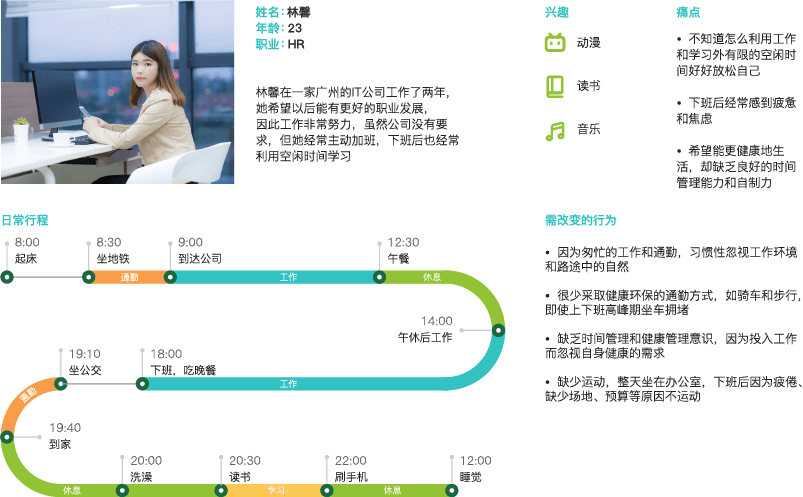 姓名：林馨
年龄：23
职业：HR
林馨在一家广州的IT公司工作了两年，
她希望以后能有更好的职业发展，
因此工作非常努力，虽然公司没有要
求，但她经常主动加班，下班后也经常
利用空闲时间学习
兴趣
动漫
读书
音乐
痛点
• 不知道怎么利用工作
和学习外有限的空闲时
间好好放松自己
• 下班后经常感到疲惫
和焦虑
• 希望能更健康地生
活，却缺乏良好的时间
管理能力和自制力
日常行程
8:00
起床
8:30
坐地铁
9:00
到达公司
12:30
午餐
通勤
工作
休息
14:00
午休后工作
19:10
坐公交
18:00
下班，吃晚餐
工作
通勤
19:40
到家
20:00
洗澡
20:30
读书
22:00
刷手机
12:00
睡觉
休息
学习
休息
需改变的行为
• 因为匆忙的工作和通勤，习惯性忽视工作环境
和路途中的自然
• 很少采取健康环保的通勤方式，如骑车和步行，
即使上下班高峰期坐车拥堵
• 缺乏时间管理和健康管理意识，因为投入工作
而忽视自身健康的需求
• 缺少运动，整天坐在办公室，下班后因为疲倦、
缺少场地、预算等原因不运动